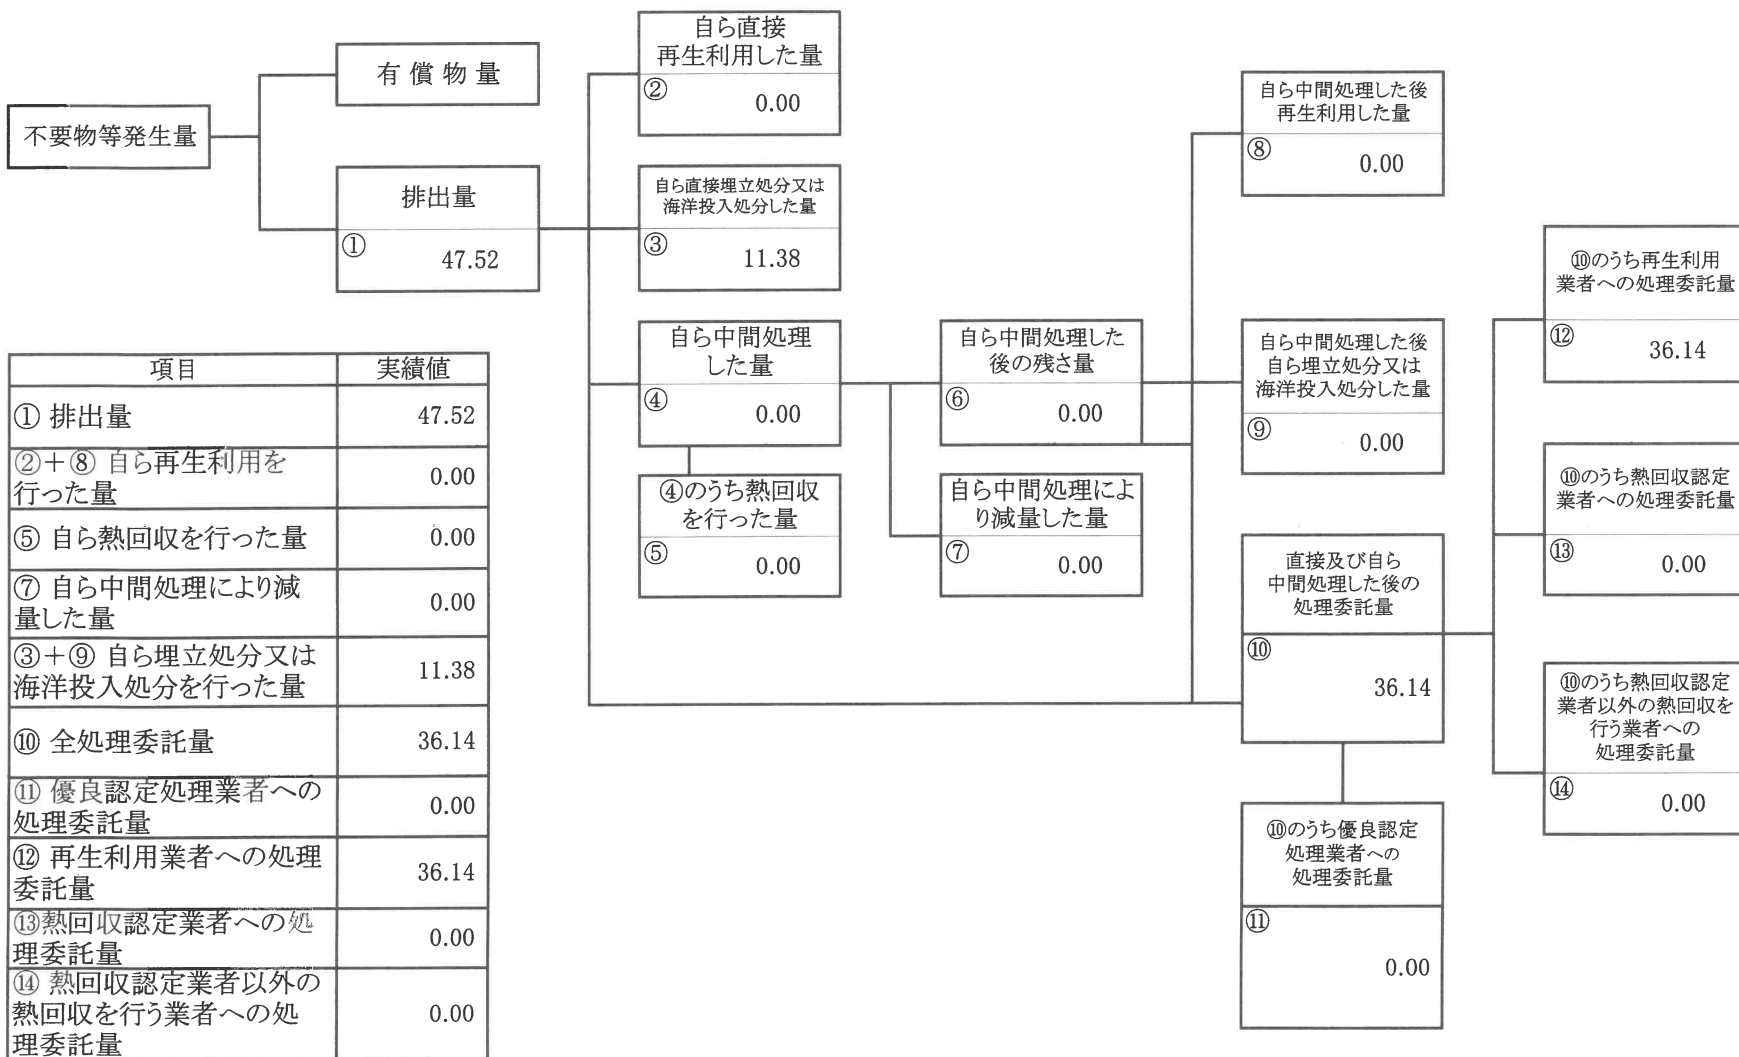 不要物等発生量
有償物量
排出量
①
47.52
自ら直接
再生利用した量
②
0.00
自ら直接埋立処分又は
海洋投入処分した量
③
11.38
自ら中間処理
した量
④
0.00
④のうち熱回収
を行った量
⑤
0.00
自ら中間処理した
後の残さ量
⑥
0.00
自ら中間処理によ
り減量した量
⑦
0.00
自ら中間処理した後
再生利用した量
⑧
0.00
自ら中間処理した後
自ら埋立処分又は
海洋投入処分した量
⑨
0.00
直接及び自ら
中間処理した後の
処理委託量
⑩
36.14
⑩のうち優良認定
処理業者への
処理委託量
⑪
0.00
⑩のうち再生利用
業者への処理委託量
⑫
36.14
⑩のうち熱回収認定
業者への処理委託量
⑬
0.00
⑩のうち熱回収認定
業者以外の熱回収を
行う業者への
処理委託量
⑭
0.00
項目 実績値
① 排出量 47.52
②+⑧ 自ら再生利用を
行った量 0.00
⑤ 自ら熱回収を行った量 0.00
⑦ 自ら中間処理により減
量した量 0.00
③+⑨ 自ら埋立処分又は
海洋投入処分を行った量 11.38
⑩ 全処理委託量 36.14
⑪ 優良認定処理業者への
処理委託量 0.00
⑫ 再生利用業者への処理
委託量 36.14
⑬熱回収認定業者への処
理委託量 0.00
⑭ 熱回収認定業者以外の
熱回収を行う業者への処
理委託量 0.00